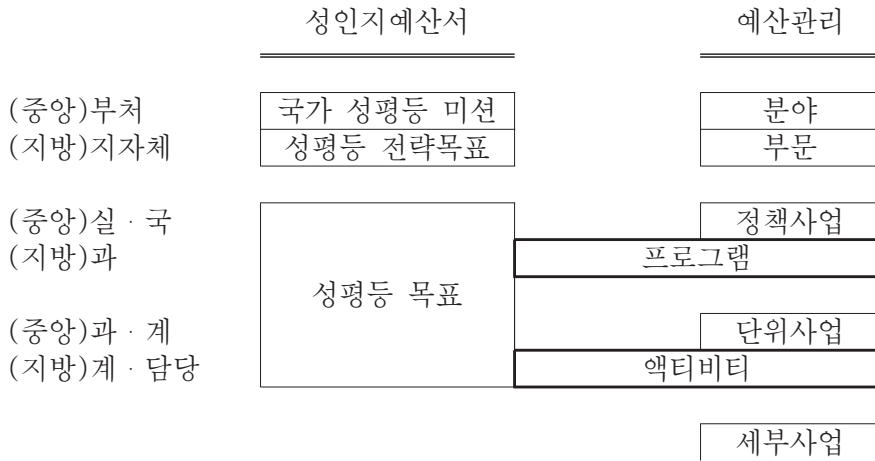 성인지예산서 예산관리
(중앙)부처 국가 성평등 미션 분야
(지방)지자체 성평등 전략목표 부문
(중앙)실·국 정책사업
(지방)과 프로그램
성평등 목표
(중앙)과·계 단위사업
(지방)계·담당 액티비티
세부사업